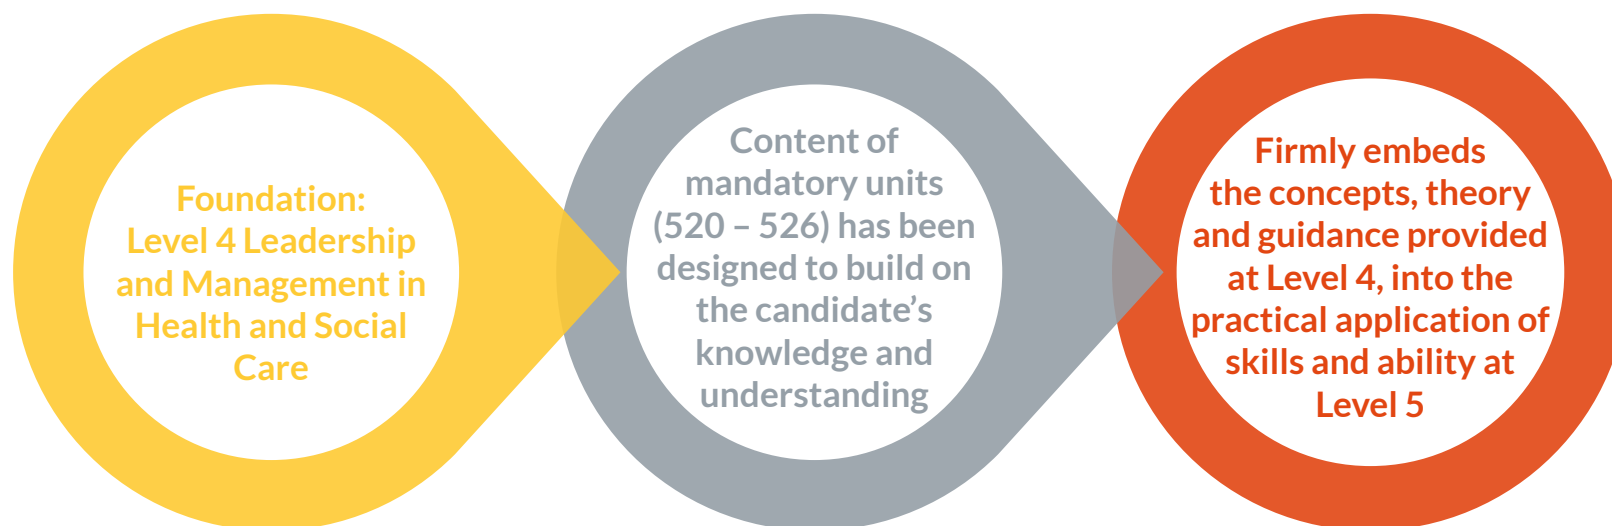 Foundation:
Level 4 Leadership
and Management in
Health and Social
Care
Content of
mandatory units
(520 – 526) has been
designed to build on
the candidate’s
knowledge and
understanding
Firmly embeds
the concepts, theory
and guidance provided
at Level 4, into the
practical application of
skills and ability at
Level 5